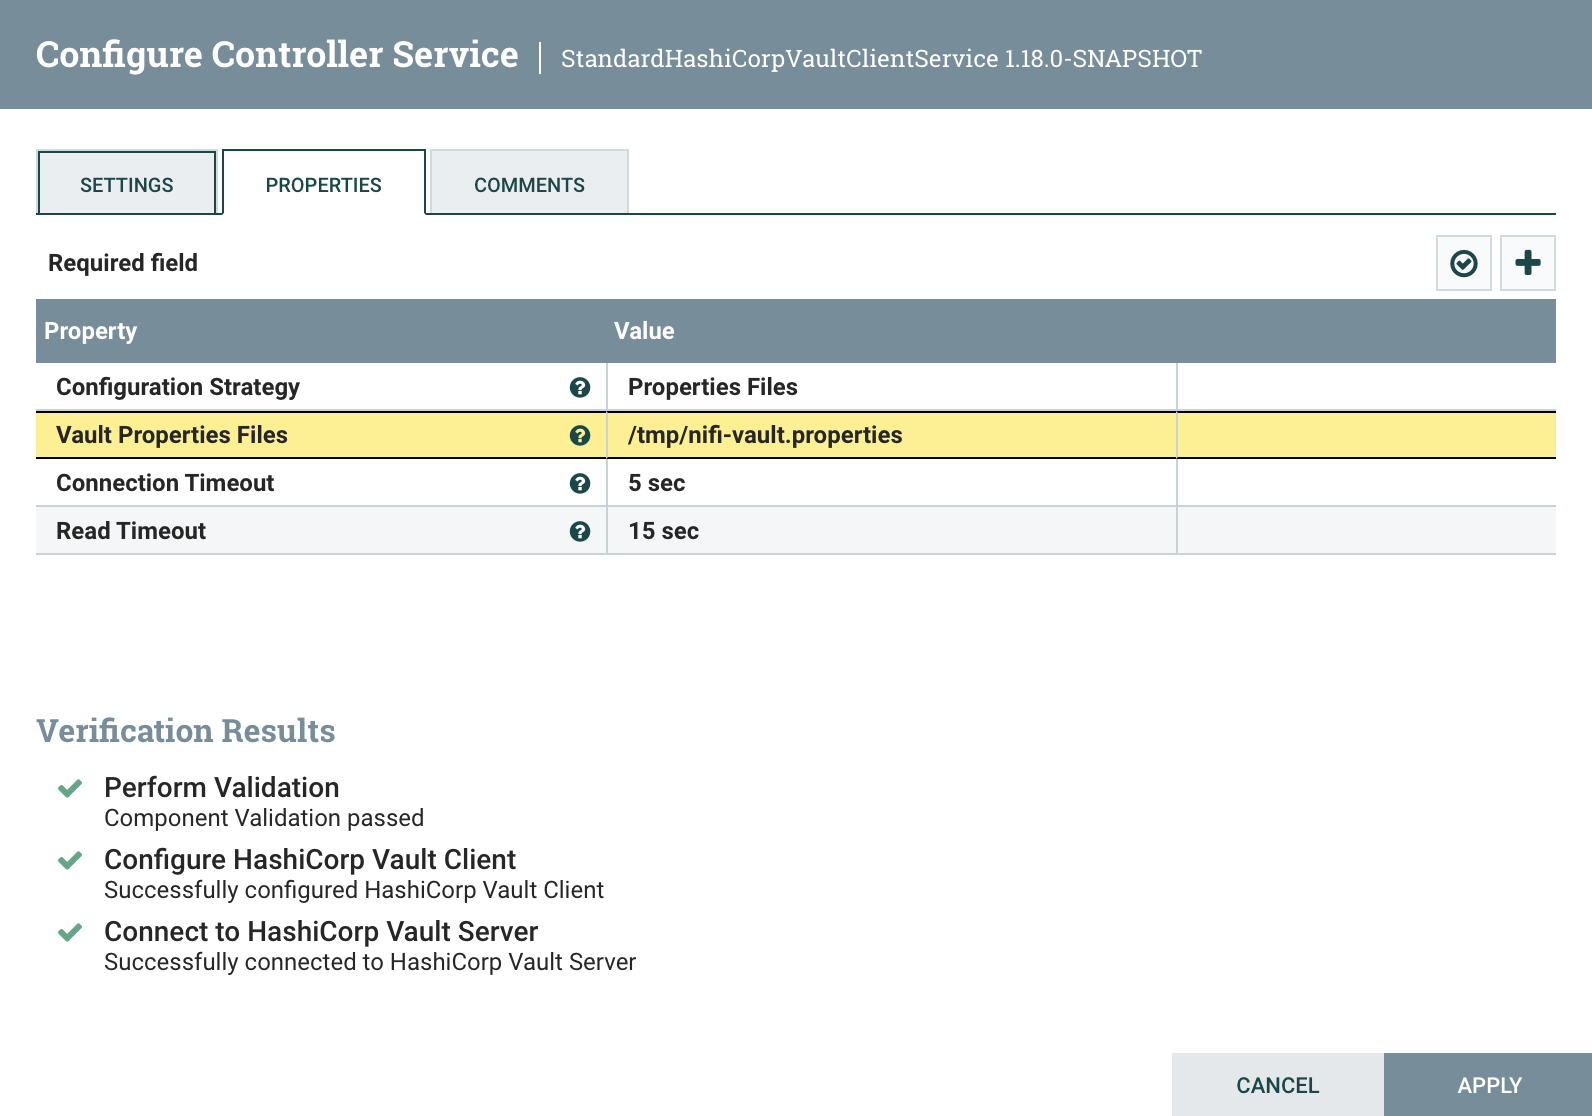 Configure Controller Service | StandardHashiCorpVaultClientService 1.18.0-SNAPSHOT
SETTINGS PROPERTIES COMMENTS
Required field
Property Value
Configuration Strategy ? Properties Files
Vault Properties Files ? /tmp/nifi-vault.properties
Connection Timeout ? 5 sec
Read Timeout ? 15 sec
Verification Results
Perform Validation
Component Validation passed
Configure HashiCorp Vault Client
Successfully configured HashiCorp Vault Client
Connect to HashiCorp Vault Server
Successfully connected to HashiCorp Vault Server
CANCEL APPLY